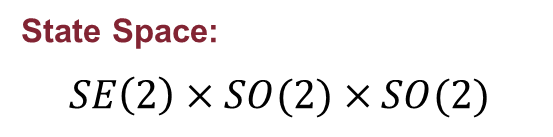 State Space:
SE(2) × SO(2) × SO(2)